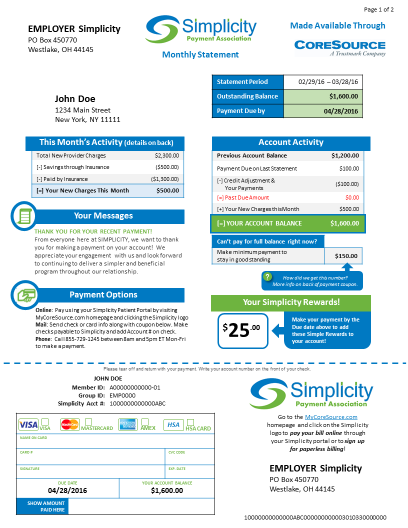 Page 1 of 2
EMPLOYER Simplicity
PO Box 450770
Westlake, OH 44145
Simplicity
Payment Association
Monthly Statement
Made Available Through
CORESOURCE
A Trustmark Company
Statement Period 02/29/16 –03/28/16
Outstanding Balance $1,600.00
Payment Due by 04/28/2016
John Doe
1234 Main Street
New York, NY 11111
This Month's Activity (details on back)
Total New Provider Charges $2,300.00
[-] Savings through Insurance ($500.00)
[-] Paid by Insurance ($1,300.00)
[=] Your New Charges This Month $500.00
Account Activity
Previous Account Balance $1,200.00
Payment Due on Last Statement $100.00
[-] Credit Adjustment & Your Payments ($100.00)
[=] Past Due Amount $0.00
[+] Your New Charges this Month $500.00
[=] YOUR ACCOUNT BALANCE $1,600.00
Can't pay for full balance right now?
Make minimum payment to
stay in good standing $150.00
How did we get this number?
More info on back of payment coupon
Your Messages
THANK YOU FOR YOUR RECENT PAYMENT!
From everyone here at SIMPLICITY, we want to thank
you for making payment on your account! We
appreciate your engagement with us and look forward
to continuing to deliver a simpler and beneficial
program throughout our relationship.
Payment Options
Online: Pay using your Simplicity Patient Portal by visiting
MyCoreSource.com homepage and clicking the Simplicity logo
Mail: Send check or card info along with coupon below. Make
checks payable to Simplicity and add Account # on check.
Phone: Call 855-729-1245 between 8am and 5pm ET Mon-Fri
to make a payment.
Your Simplicity Rewards!
$25.00
Make your payment by the
Due date above to add
these Simple Rewards to
your account!
Please tear off and return with your payment. Write your account number on the front of your check.
JOHN DOE
Member ID: A00000000000-01
Group ID: EMP0000
Simplicity Act #: 1000000000000ABC
VISA VISA MasterCard MASTERCARD AMEX HSA HSA CARD
NAME ON CARD
CARD # CVC CODE
SIGNATURE EXP. DATE
DUE DATE YOUR ACCOUNT BALANCE
04/28/2016 $1,600.00
SHOW AMOUNT
PAID HERE
Simplicity
Payment Association
Go to the MyCoreSource.com
homepage and click on the Simplicity
logo to pay your bill online through
your Simplicity portal or to sign up
for paperless billing!
EMPLOYER Simplicity
PO Box 450770
Westlake, OH 44145